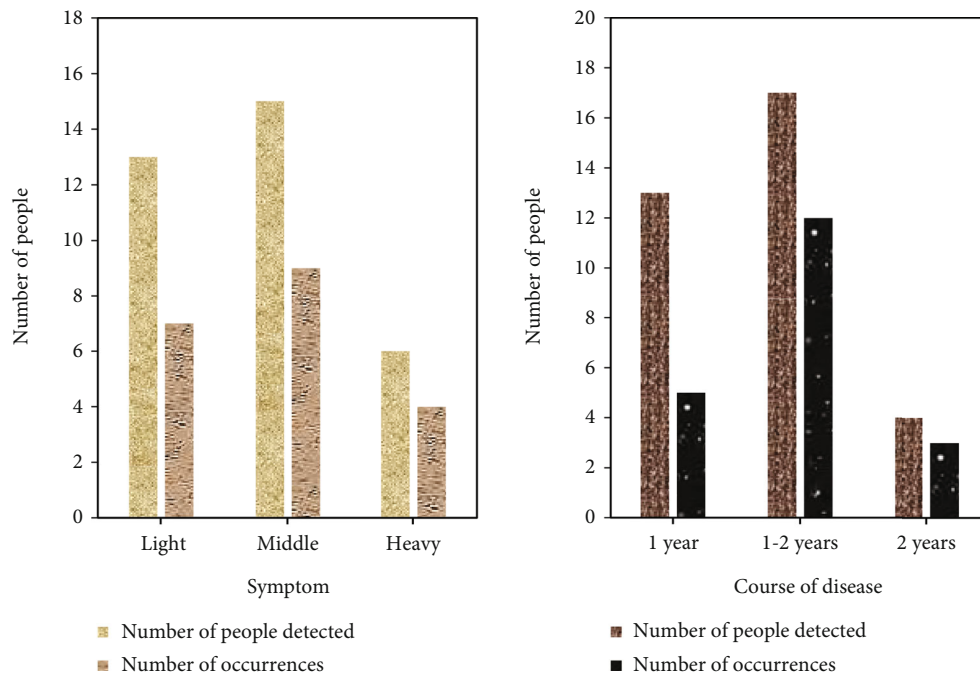 Number of people
18
16
14
12
10
8
6
4
2
0
Light Middle Heavy
Symptom
Number of people detected
Number of occurrences
Number of people
20
18
16
14
12
10
8
6
4
2
0
1 year 1-2 years 2 years
Course of disease
Number of people detected
Number of occurrences